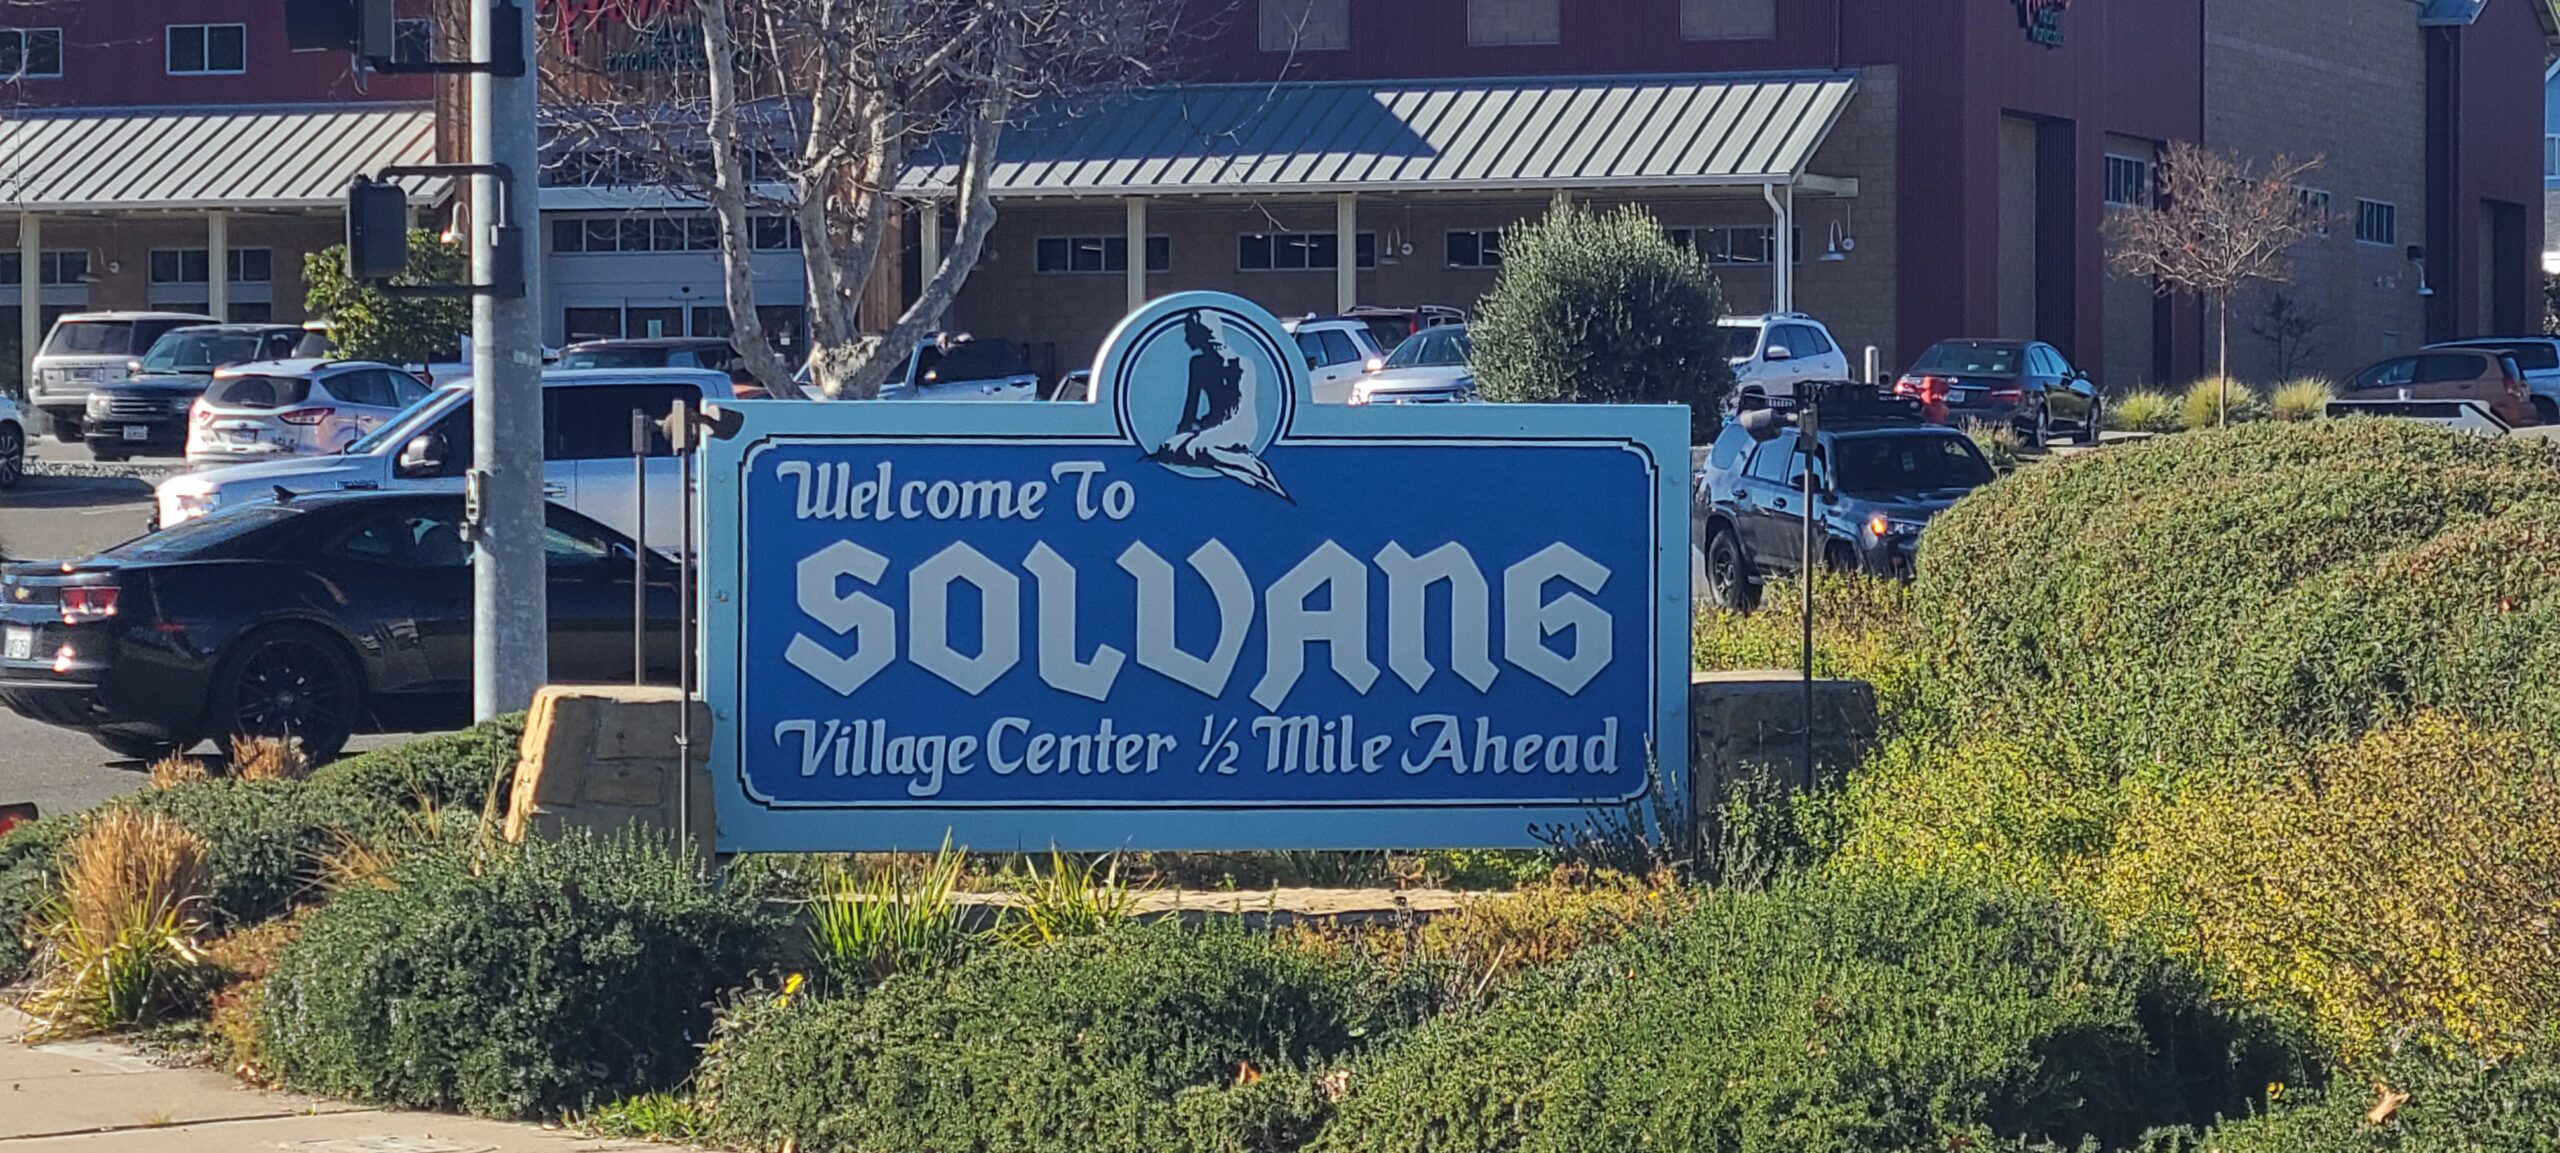 Welcome To
SOLVANG
Village Center ½ Mile Ahead